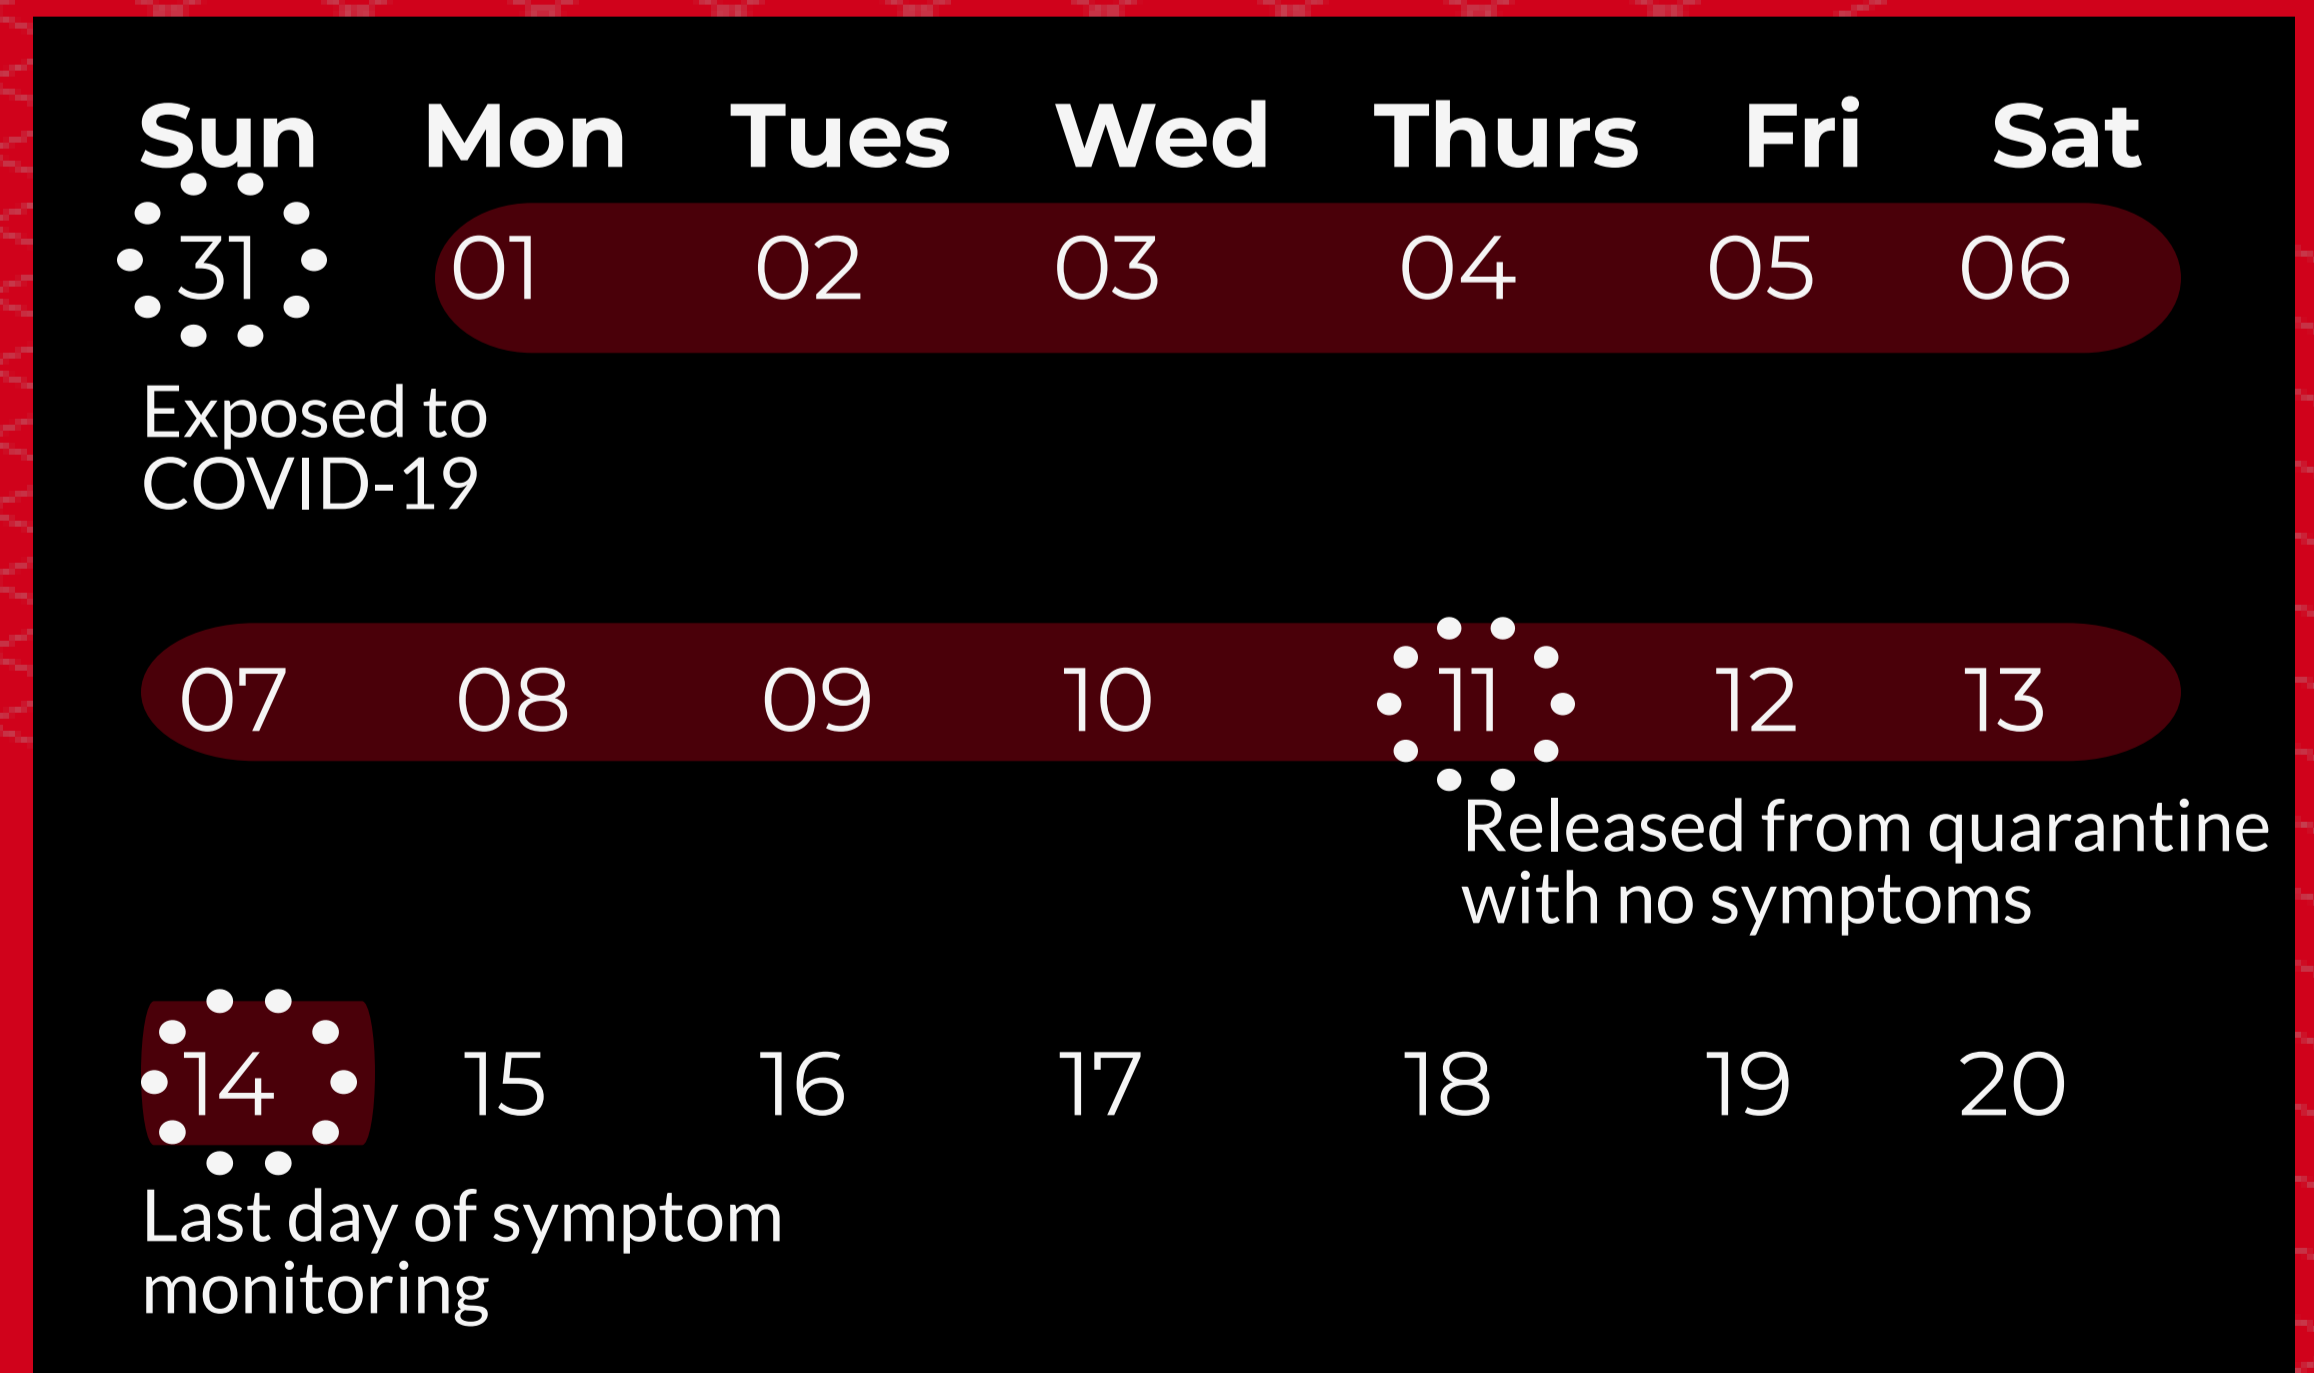 Sun Mon Tues Wed Thurs Fri Sat
31 01 02 03 04 05 06
Exposed to
COVID-19
07 08 09 10 11 12 13
Released from quarantine
with no symptoms
14 15 16 17 18 19 20
Last day of symptom
monitoring